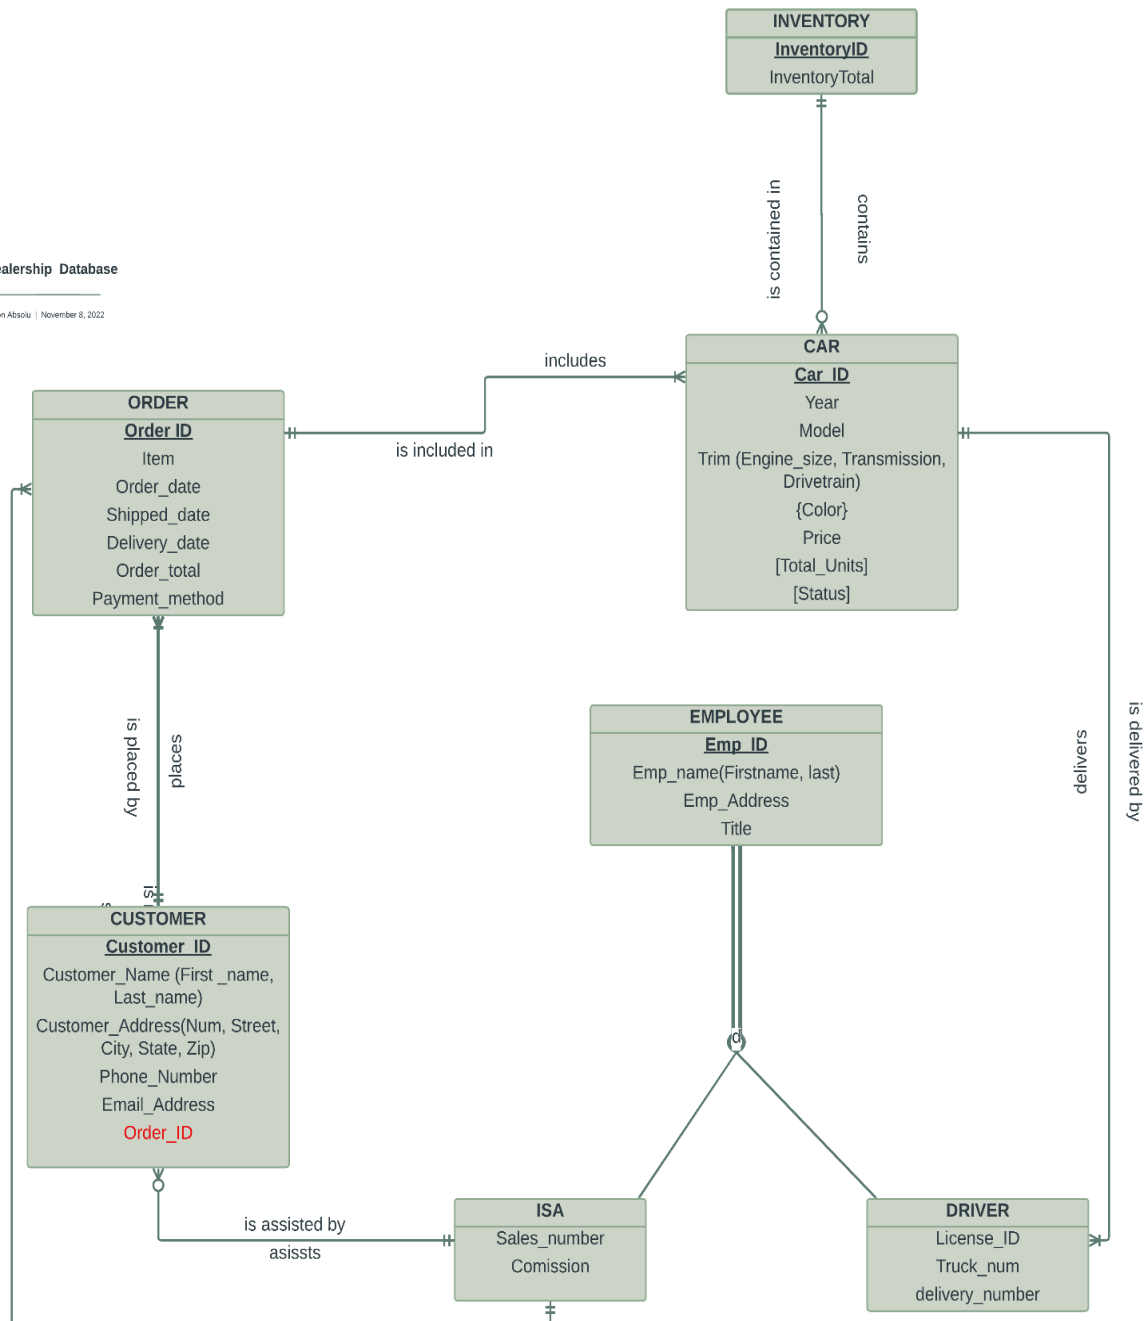 INVENTORY
InventoryID
InventoryTotal
is contained in
contains
ealership Database
on Absolu | November 8, 2022
includes
is included in
CAR
Car_ID
Year
Model
Trim (Engine_size, Transmission,
Drivetrain)
{Color}
Price
[Total_Units]
[Status]
ORDER
Order ID
Item
Order_date
Shipped_date
Delivery_date
Order_total
Payment_method
is placed by
places
EMPLOYEE
Emp_ID
Emp_name(Firstname, last)
Emp_Address
Title
delivers
is delivered by
d
CUSTOMER
Customer_ID
Customer_Name (First _name,
Last_name)
Customer_Address(Num, Street,
City, State, Zip)
Phone_Number
Email_Address
Order_ID
is assisted by
asissts
ISA
Sales_number
Comission
DRIVER
License_ID
Truck_num
delivery_number